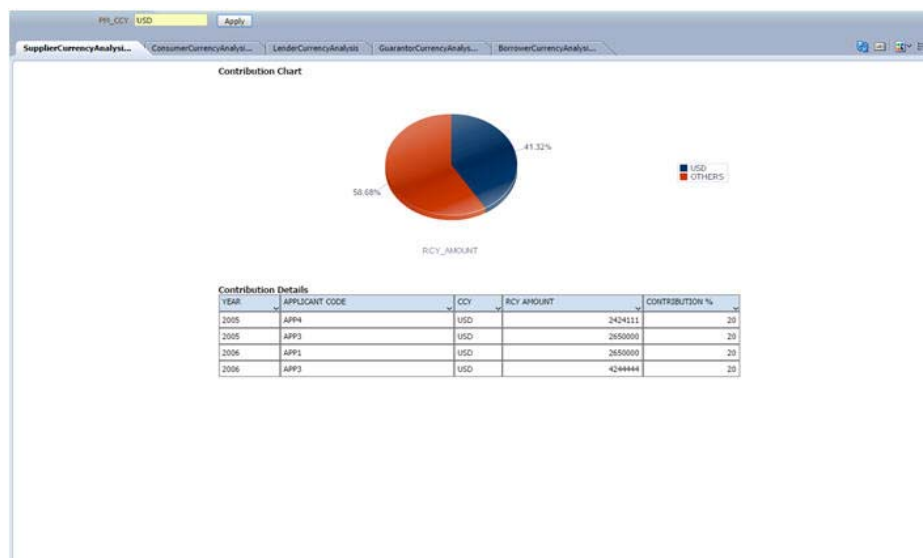 PM_CCY USD Apply
SupplierCurrencyAnalysi... ConsumerCurrencyAnalysi... LenderCurrencyAnalysis GuarantorCurrencyAnalys... BorrowerCurrencyAnalysi...
Contribution Chart
41.32%
58.68%
USD
OTHERS
RCY_AMOUNT
Contribution Details
YEAR APPLICANT CODE CCY RCY AMOUNT CONTRIBUTION %
2005 APP4 USD 2424111 20
2005 APP3 USD 2650000 20
2006 APP1 USD 2650000 20
2006 APP3 USD 4244444 20